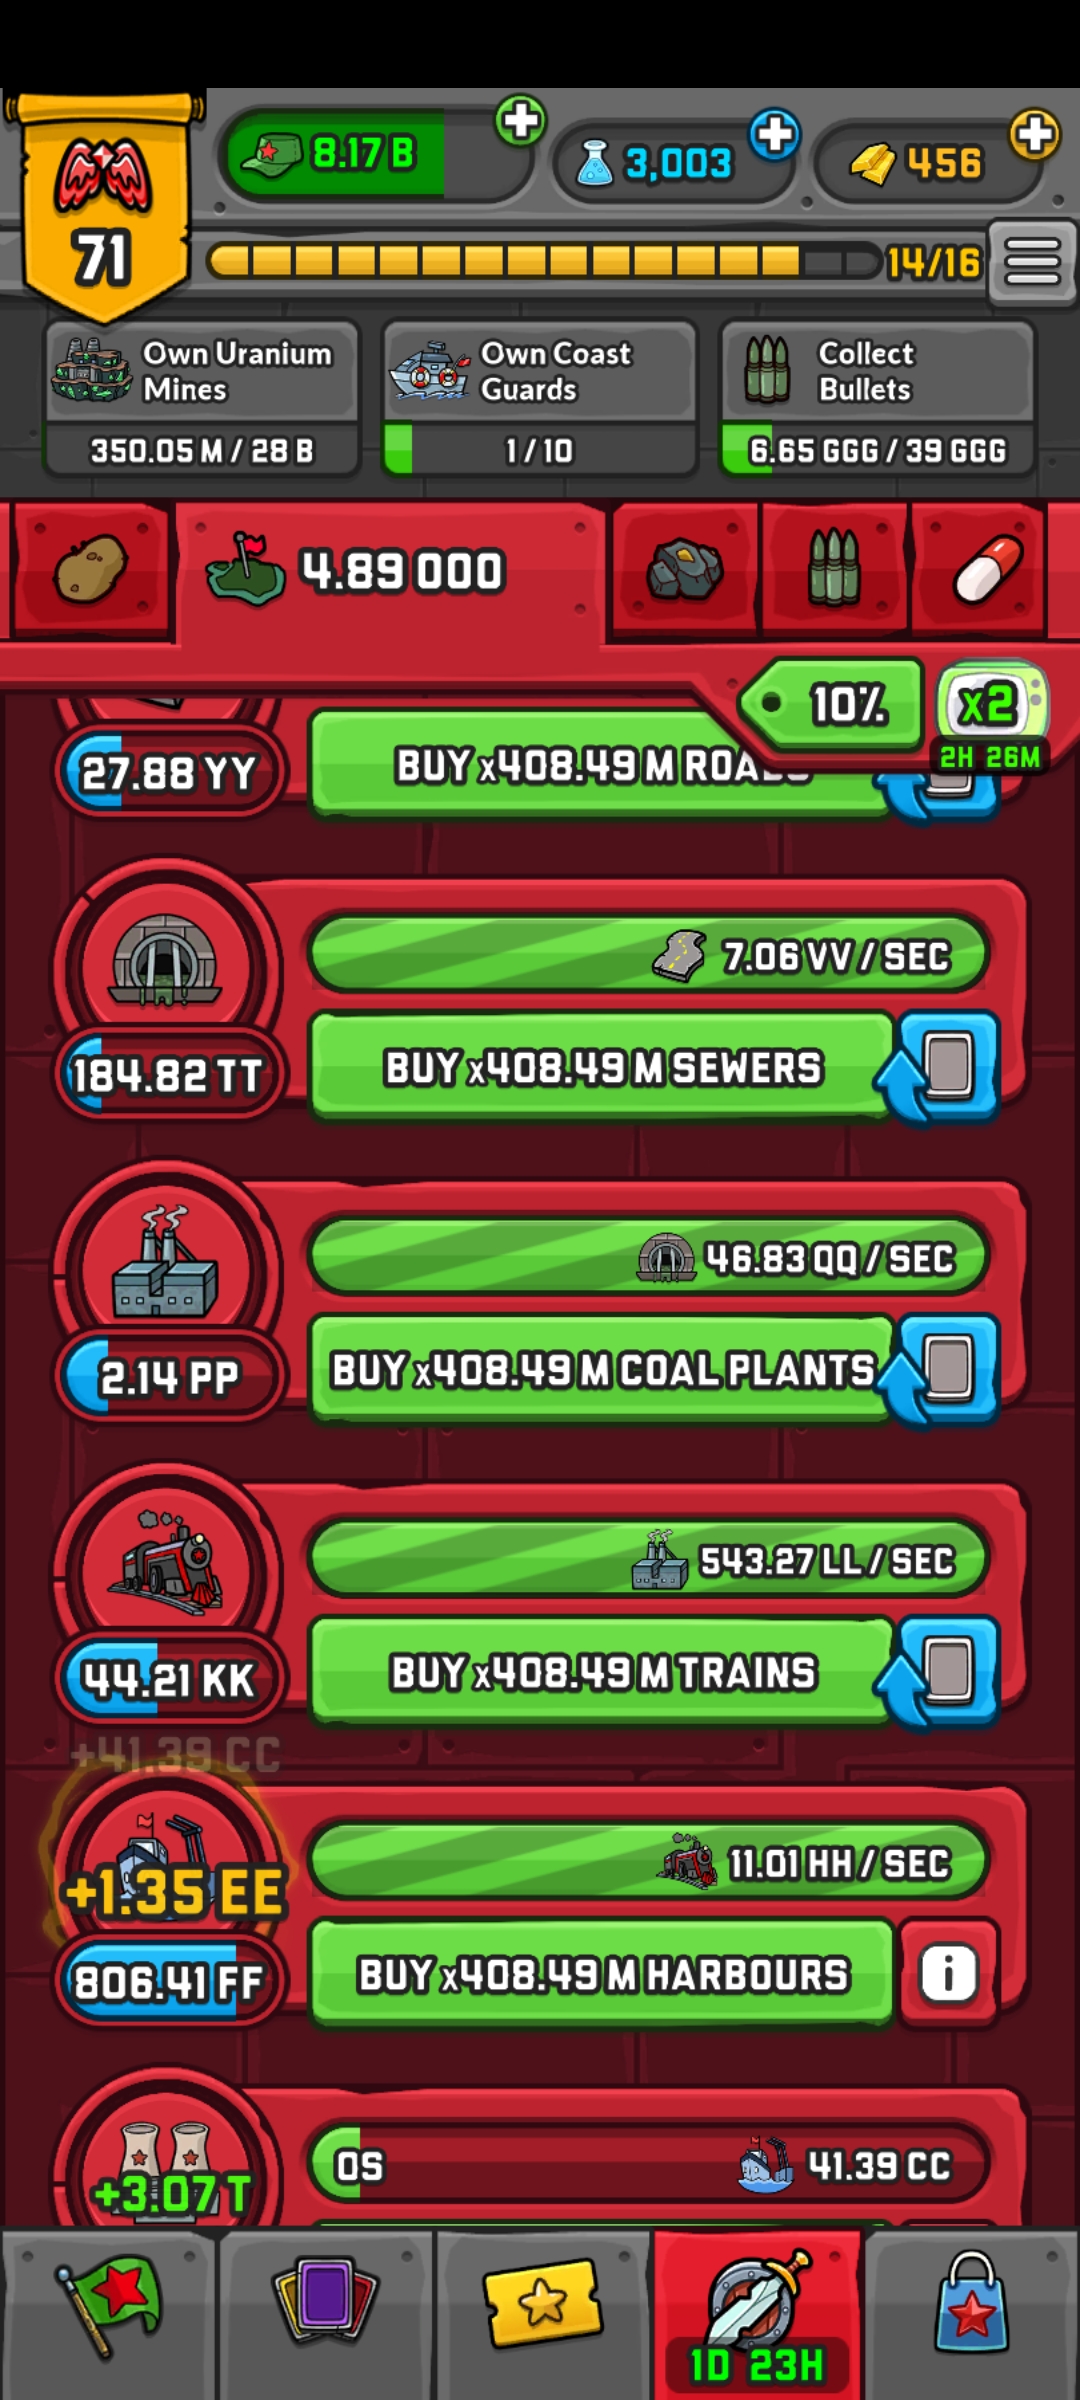 8.17 B
3,003
456
71
14/16
Own Uranium
Mines
350.05 M / 28 B
Own Coast
Guards
1 / 10
Collect
Bullets
6.65 GGG / 39 GGG
4.89 000
10%
x2
2H 26M
27.88 YY
BUY x408.49 M ROADS
7.06 VV / SEC
184.82 TT
BUY x408.49 M SEWERS
46.83 QQ / SEC
2.14 PP
BUY x408.49 M COAL PLANTS
543.27 LL / SEC
44.21 KK
BUY x408.49 M TRAINS
+41.39 CC
11.01 HH / SEC
+1.35 EE
806.41 FF
BUY x408.49 M HARBOURS
i
0S
41.39 CC
+3.07 T
1D 23H